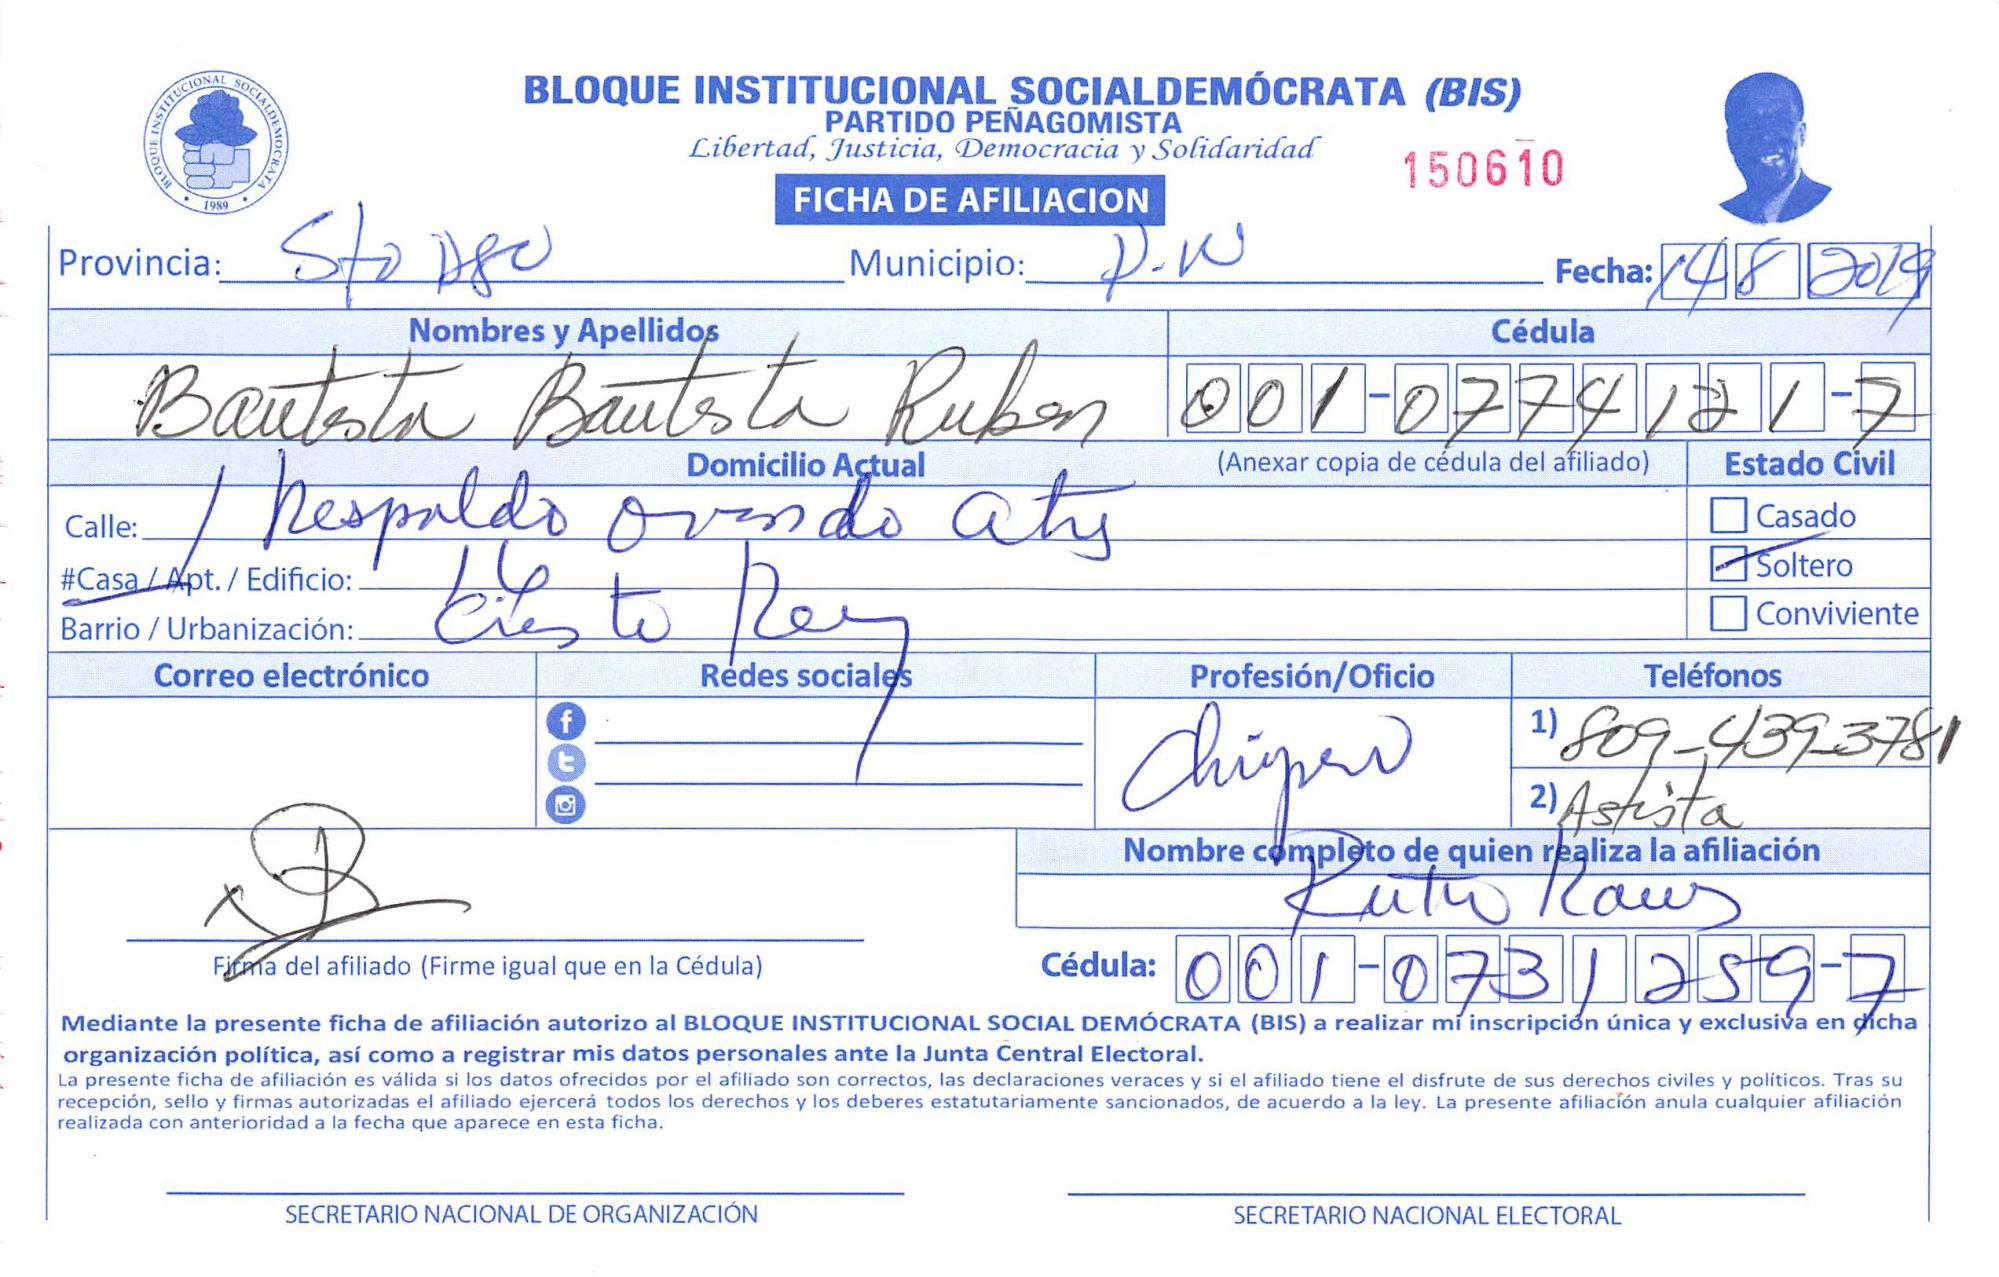 BLOQUE INSTITUCIONAL SOCIALDEMOCRATA
1989
BLOQUE INSTITUCIONAL SOCIALDEMÓCRATA (BIS)
PARTIDO PEÑAGOMISTA
Libertad, Justicia, Democracia y Solidaridad
150610
FICHA DE AFILIACION
Provincia: Sto Dgo Municipio: D.N Fecha: 14 8 2019
Nombres y Apellidos Cédula
Bautista Bautista Ruben 001-0774121-7
Domicilio Actual (Anexar copia de cédula del afiliado) Estado Civil
Calle: Respaldo Ovando Casado
#Casa / Apt. / Edificio: Soltero
Barrio / Urbanización: Cristo Rey Conviviente
Correo electrónico Redes sociales Profesión/Oficio Teléfonos
Chiripero 1) 809-439-3781
2)
Nombre completo de quien realiza la afiliación
Cédula: 001-0731259-7
Firma del afiliado (Firme igual que en la Cédula)
Mediante la presente ficha de afiliación autorizo al BLOQUE INSTITUCIONAL SOCIAL DEMÓCRATA (BIS) a realizar mi inscripción única y exclusiva en dicha
organización política, así como a registrar mis datos personales ante la Junta Central Electoral.
La presente ficha de afiliación es válida si los datos ofrecidos por el afiliado son correctos, las declaraciones veraces y si el afiliado tiene el disfrute de sus derechos civiles y políticos. Tras su
recepción, sello y firmas autorizadas el afiliado ejercerá todos los derechos y los deberes estatutariamente sancionados, de acuerdo a la ley. La presente afiliación anula cualquier afiliación
realizada con anterioridad a la fecha que aparece en esta ficha.
SECRETARIO NACIONAL DE ORGANIZACIÓN SECRETARIO NACIONAL ELECTORAL